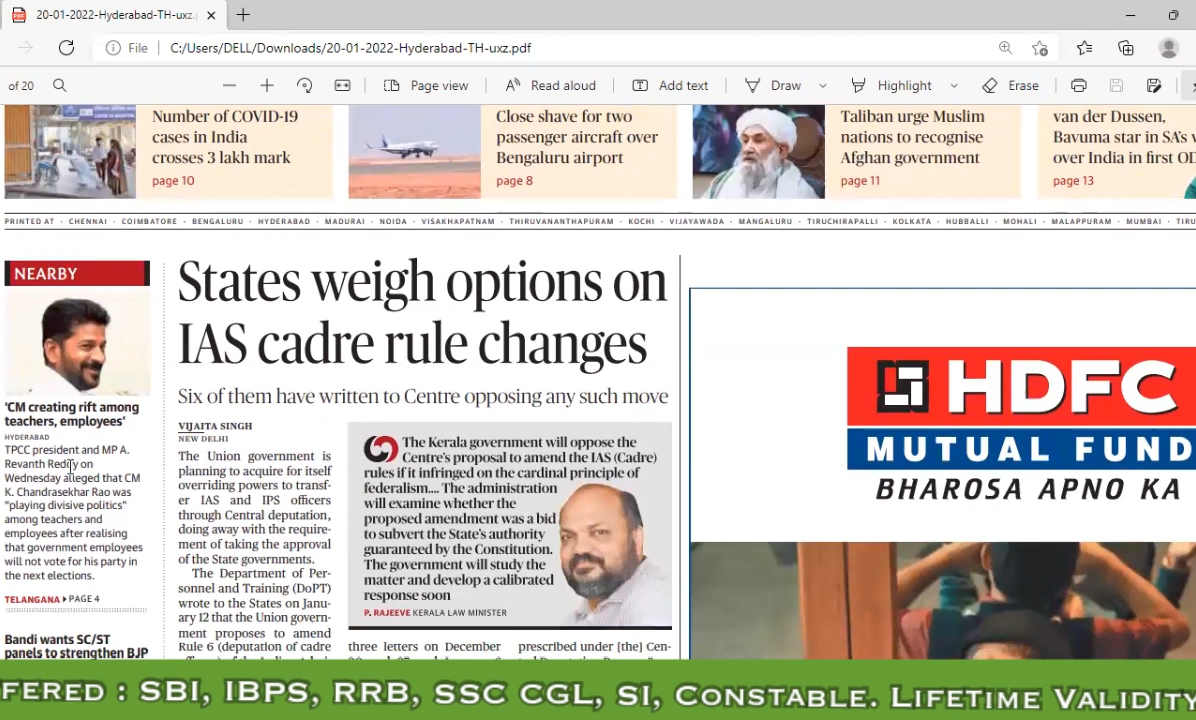 20-01-2022-Hyderabad-TH-uxz.
File C:/Users/DELL/Downloads/20-01-2022-Hyderabad-TH-uxz.pdf
of 20 Page view Read aloud Add text Draw Highlight Erase
Number of COVID-19
cases in India
crosses 3 lakh mark
page 10
Close shave for two
passenger aircraft over
Bengaluru airport
page 8
Taliban urge Muslim
nations to recognise
Afghan government
page 11
van der Dussen,
Bavuma star in SA's
over India in first OD
page 13
PRINTED AT · CHENNAI · COIMBATORE · BENGALURU · HYDERABAD · MADURAI · NOIDA · VISAKHAPATNAM · THIRUVANANTHAPURAM · KOCHI · VIJAYAWADA · MANGALURU · TIRUCHIRAPALLI · KOLKATA · HUBBALLI · MOHALI · MALAPPURAM · MUMBAI · TIRU
NEARBY
'CM creating rift among
teachers, employees'
HYDERABAD
TPCC president and MP A.
Revanth Reddy on
Wednesday alleged that CM
K. Chandrasekhar Rao was
"playing divisive politics"
among teachers and
employees after realising
that government employees
will not vote for his party in
the next elections.
TELANGANA PAGE 4
Bandi wants SC/ST
panels to strengthen BJP
States weigh options on
IAS cadre rule changes
Six of them have written to Centre opposing any such move
VIJAITA SINGH
NEW DELHI
The Union government is
planning to acquire for itself
overriding powers to transf-
er IAS and IPS officers
through Central deputation,
doing away with the require-
ment of taking the approval
of the State governments.
The Department of Per-
sonnel and Training (DoPT)
wrote to the States on Janu-
ary 12 that the Union govern-
ment proposes to amend
Rule 6 (deputation of cadre
The Kerala government will oppose the
Centre's proposal to amend the IAS (Cadre)
rules if it infringed on the cardinal principle of
federalism.... The administration
will examine whether the
proposed amendment was a bid
to subvert the State's authority
guaranteed by the Constitution.
The government will study the
matter and develop a calibrated
response soon
P. RAJEEVE KERALA LAW MINISTER
three letters on December
prescribed under [the] Cen-
HDFC
MUTUAL FUND
BHAROSA APNO KA
FERED : SBI, IBPS, RRB, SSC CGL, SI, CONSTABLE. LIFETIME VALIDITY